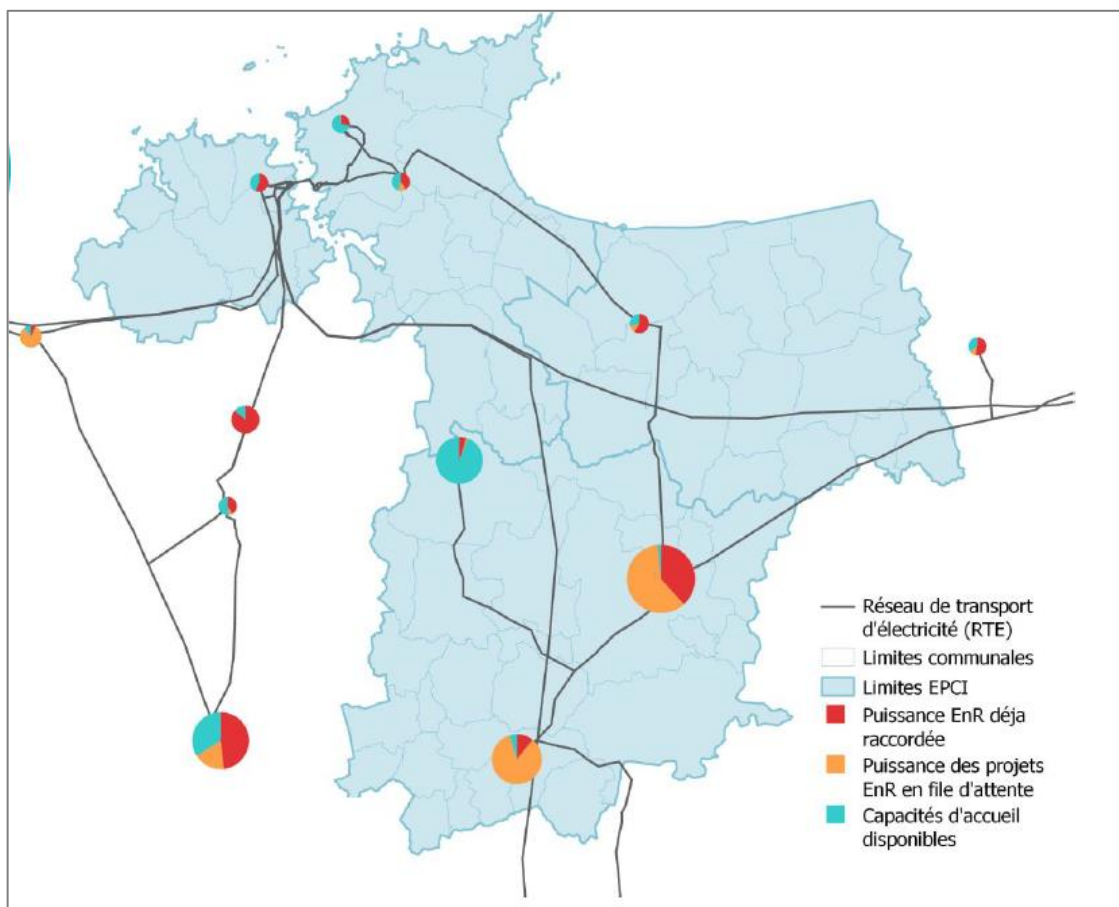 Réseau de transport
d'électricité (RTE)
Limites communales
Limites EPCI
Puissance EnR déja
raccordée
Puissance des projets
EnR en file d'attente
Capacités d'accueil
disponibles